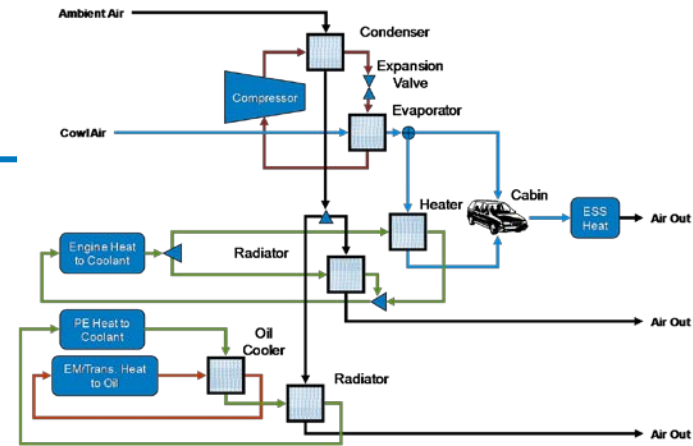 Ambient Air
Condenser
Expansion
Valve
Compressor
Evaporator
Cowl Air
Heater
Cabin
ESS
Heat
Air Out
Engine Heat
to Coolant
Radiator
Air Out
PE Heat to
Coolant
Oil
Cooler
EM/Trans. Heat
to Oil
Radiator
Air Out